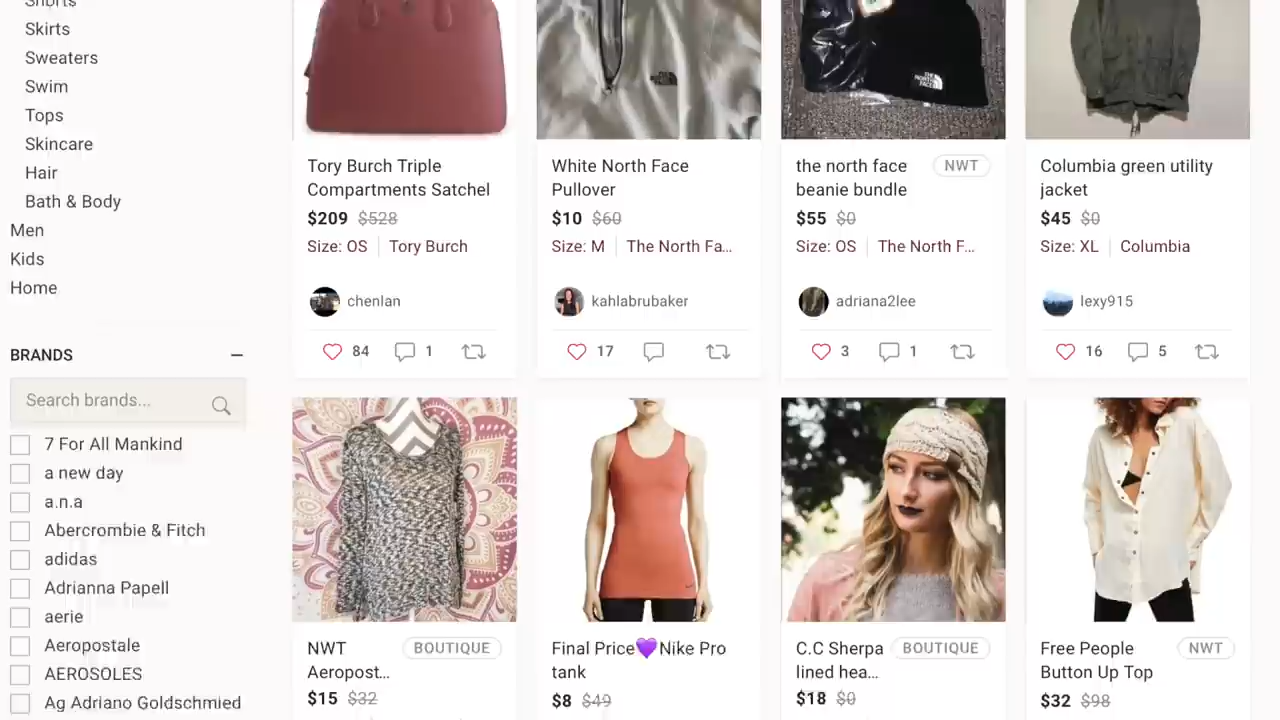 Shorts
Skirts
Sweaters
Swim
Tops
Skincare
Hair
Bath & Body
Men
Kids
Home
BRANDS
Search brands...
7 For All Mankind
a new day
a.n.a
Abercrombie & Fitch
adidas
Adrianna Papell
aerie
Aeropostale
AEROSOLES
Ag Adriano Goldschmied
Tory Burch Triple
Compartments Satchel
$209 $528
Size: OS Tory Burch
chenlan
84 1
White North Face
Pullover
$10 $60
Size: M The North Fa...
kahlabrubaker
17
THE
NORTH
FACE
the north face NWT
beanie bundle
$55 $0
Size: OS The North F...
adriana2lee
3 1
Columbia green utility
jacket
$45 $0
Size: XL Columbia
lexy915
16 5
NWT BOUTIQUE
Aeropost...
$15 $32
Final Price💜Nike Pro
tank
$8 $49
C.C Sherpa BOUTIQUE
lined hea...
$18 $0
Free People NWT
Button Up Top
$32 $98